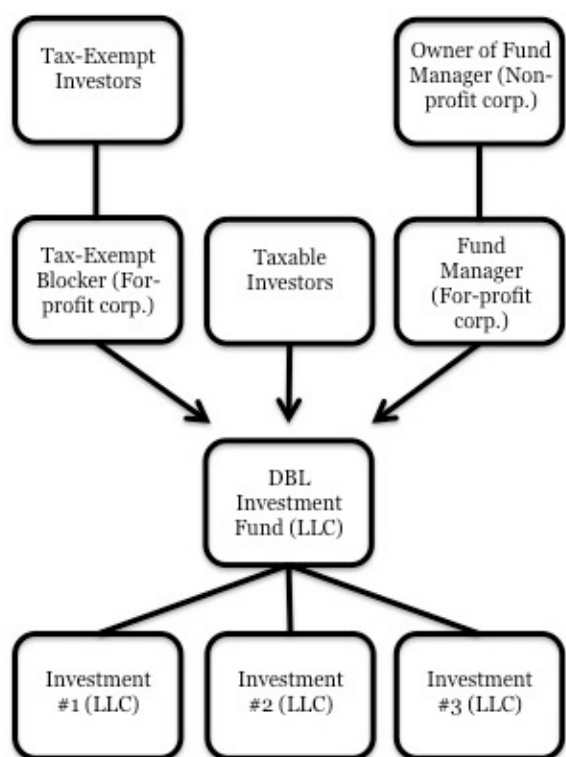 Tax-Exempt
Investors
Owner of Fund
Manager (Non-
profit corp.)
Tax-Exempt
Blocker (For-
profit corp.)
Taxable
Investors
Fund
Manager
(For-profit
corp.)
DBL
Investment
Fund (LLC)
Investment
#1 (LLC)
Investment
#2 (LLC)
Investment
#3 (LLC)